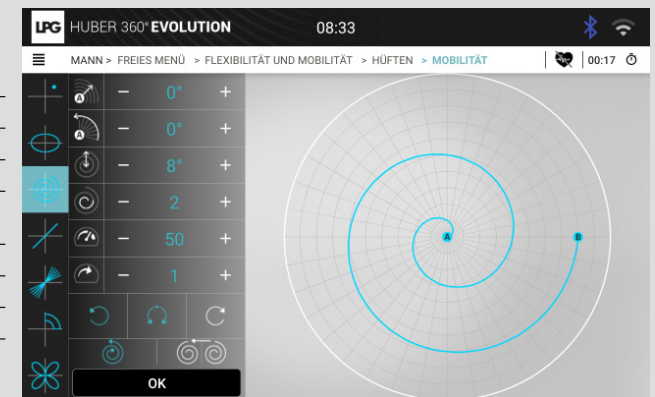 LPG HUBER 360° EVOLUTION 08:33
MANN > FREIES MENÜ > FLEXIBILITÄT UND MOBILITÄT > HÜFTEN > MOBILITÄT 00:17
A − 0° +
A − 0° +
− 8° +
− 2 +
− 50 +
− 1 +
A B
OK